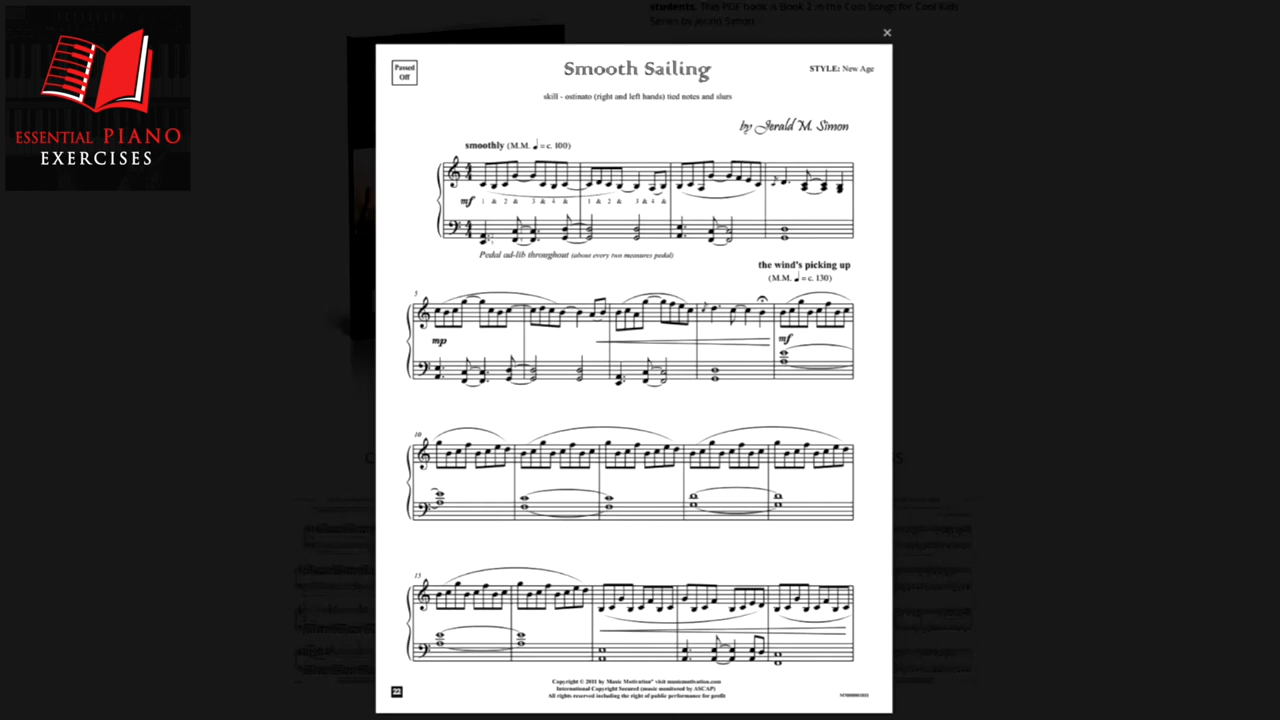 students. This PDF book is Book 2 in the Cool Songs for Cool Kids
Series by Jerald Simon
×
ESSENTIAL PIANO
EXERCISES
Passed
Off
Smooth Sailing
STYLE: New Age
skill - ostinato (right and left hands) tied notes and slurs
by Jerald M. Simon
smoothly (M.M. ♩ = c. 100)
mf 1 & 2 & 3 & 4 & 1 & 2 & 3 & 4 &
Pedal ad-lib throughout (about every two measures pedal)
the wind's picking up
(M.M. ♩ = c. 130)
5
mp
mf
10
15
22
Copyright © 2011 by Music Motivation® visit musicmotivation.com
International Copyright Secured (music monitored by ASCAP)
All rights reserved including the right of public performance for profit